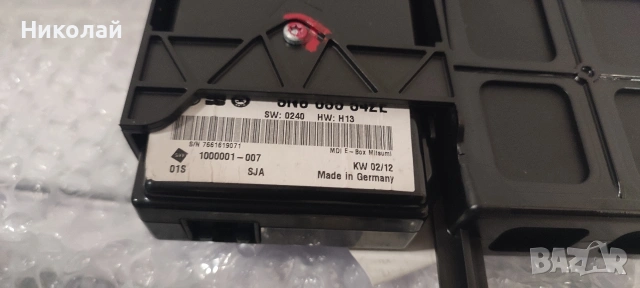 Николай
SW: 0240 HW: H13
S/N 7661619071
MDI E-Box Mitsumi
1000001-007
KW 02/12
01S
SJA
Made in Germany
BAZAR
bg